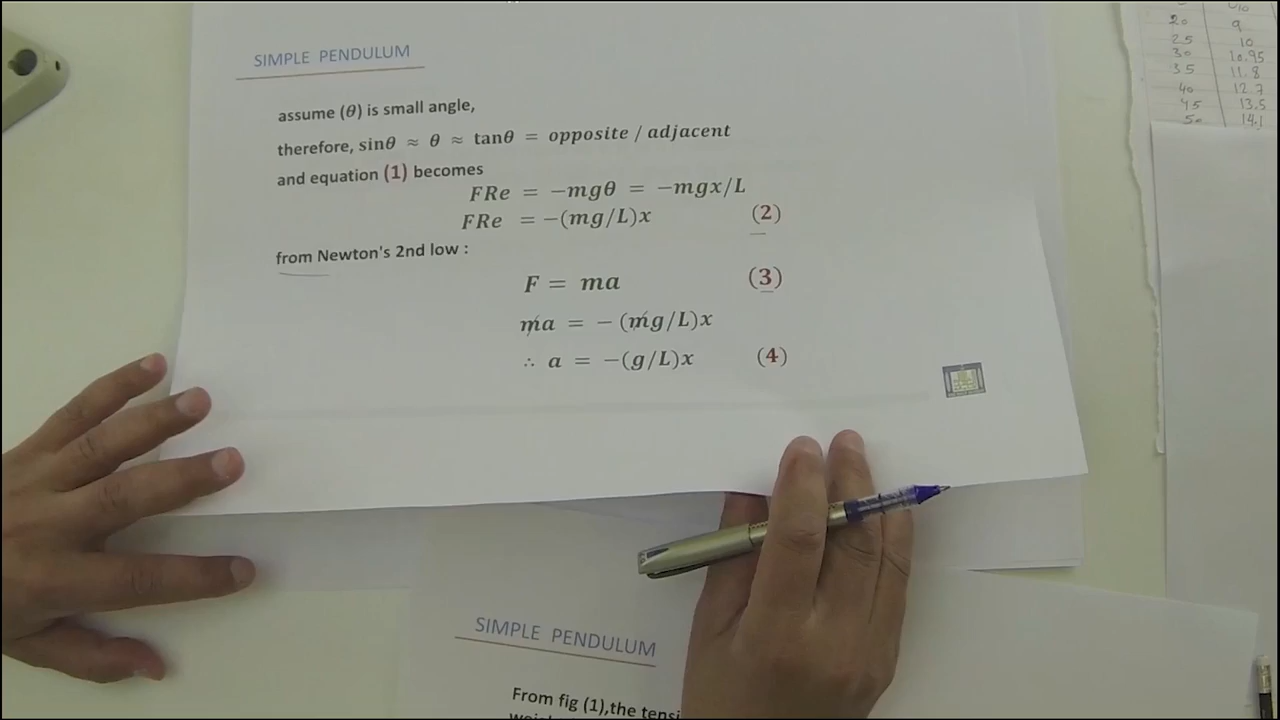 SIMPLE PENDULUM
assume (θ) is small angle,
therefore, sinθ ≈ θ ≈ tanθ = opposite / adjacent
and equation (1) becomes
FRe = −mgθ = −mgx/L
FRe = −(mg/L)x (2)
from Newton's 2nd low :
F = ma (3)
ma = − (mg/L)x
∴ a = −(g/L)x (4)
20 9
25 10
30 10.95
35 11.8
40 12.7
45 13.5
50 14.1
SIMPLE PENDULUM
From fig (1),the tensi